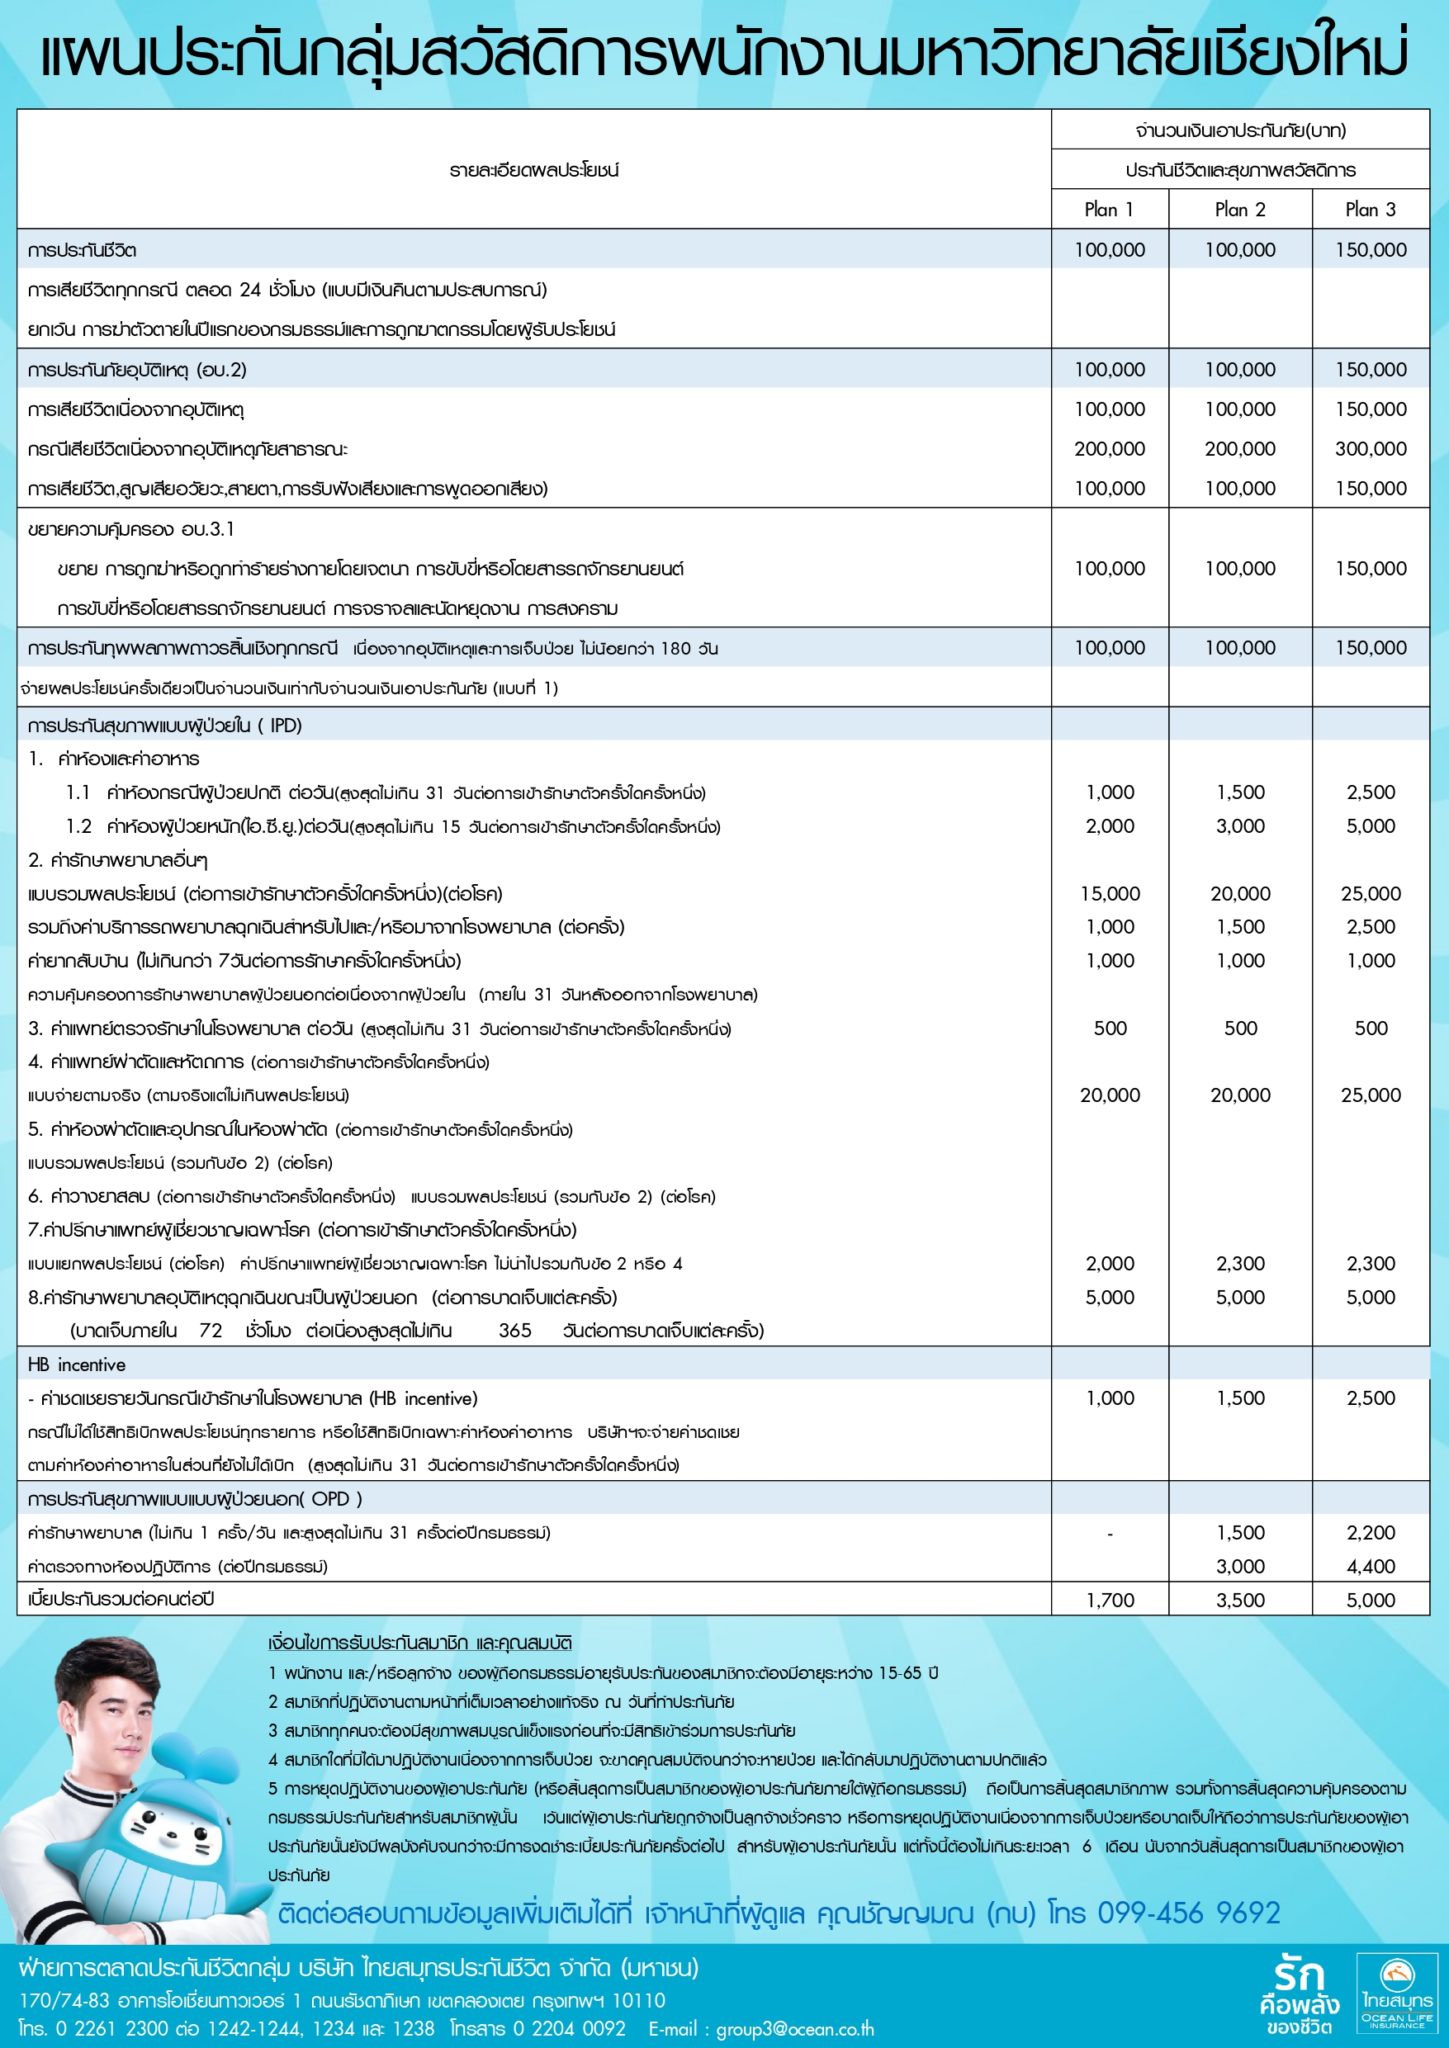 แผนประกันกลุ่มสวัสดิการพนักงานมหาวิทยาลัยเชียงใหม่
รายละเอียดผลประโยชน์
จำนวนเงินเอาประกันภัย(บาท)
ประกันชีวิตและสุขภาพสวัสดิการ
Plan 1 Plan 2 Plan 3
การประกันชีวิต 100,000 100,000 150,000
การเสียชีวิตทุกกรณี ตลอด 24 ชั่วโมง (แบบมีเงินคืนตามประสบการณ์)
ยกเว้น การฆ่าตัวตายในปีแรกของกรมธรรม์และการถูกฆาตกรรมโดยผู้รับประโยชน์
การประกันภัยอุบัติเหตุ (อบ.2) 100,000 100,000 150,000
การเสียชีวิตเนื่องจากอุบัติเหตุ 100,000 100,000 150,000
กรณีเสียชีวิตเนื่องจากอุบัติเหตุภัยสาธารณะ 200,000 200,000 300,000
การเสียชีวิต,สูญเสียอวัยวะ,สายตา,การรับฟังเสียงและการพูดออกเสียง) 100,000 100,000 150,000
ขยายความคุ้มครอง อบ.3.1
ขยาย การถูกฆ่าหรือถูกทำร้ายร่างกายโดยเจตนา การขับขี่หรือโดยสารรถจักรยานยนต์ 100,000 100,000 150,000
การขับขี่หรือโดยสารรถจักรยานยนต์ การจราจลและนัดหยุดงาน การสงคราม
การประกันทุพพลภาพถาวรสิ้นเชิงทุกกรณี เนื่องจากอุบัติเหตุและการเจ็บป่วย ไม่น้อยกว่า 180 วัน 100,000 100,000 150,000
จ่ายผลประโยชน์ครั้งเดียวเป็นจำนวนเงินเท่ากับจำนวนเงินเอาประกันภัย (แบบที่ 1)
การประกันสุขภาพแบบผู้ป่วยใน ( IPD)
1. ค่าห้องและค่าอาหาร
1.1 ค่าห้องกรณีผู้ป่วยปกติ ต่อวัน(สูงสุดไม่เกิน 31 วันต่อการเข้ารักษาตัวครั้งใดครั้งหนึ่ง) 1,000 1,500 2,500
1.2 ค่าห้องผู้ป่วยหนัก(ไอ.ซี.ยู.)ต่อวัน(สูงสุดไม่เกิน 15 วันต่อการเข้ารักษาตัวครั้งใดครั้งหนึ่ง) 2,000 3,000 5,000
2. ค่ารักษาพยาบาลอื่นๆ
แบบรวมผลประโยชน์ (ต่อการเข้ารักษาตัวครั้งใดครั้งหนึ่ง)(ต่อโรค) 15,000 20,000 25,000
รวมถึงค่าบริการรถพยาบาลฉุกเฉินสำหรับไปและ/หรือมาจากโรงพยาบาล (ต่อครั้ง) 1,000 1,500 2,500
ค่ายากลับบ้าน (ไม่เกินกว่า 7วันต่อการรักษาครั้งใดครั้งหนึ่ง) 1,000 1,000 1,000
ความคุ้มครองการรักษาพยาบาลผู้ป่วยนอกต่อเนื่องจากผู้ป่วยใน (ภายใน 31 วันหลังออกจากโรงพยาบาล)
3. ค่าแพทย์ตรวจรักษาในโรงพยาบาล ต่อวัน (สูงสุดไม่เกิน 31 วันต่อการเข้ารักษาตัวครั้งใดครั้งหนึ่ง) 500 500 500
4. ค่าแพทย์ผ่าตัดและหัตถการ (ต่อการเข้ารักษาตัวครั้งใดครั้งหนึ่ง)
แบบจ่ายตามจริง (ตามจริงแต่ไม่เกินผลประโยชน์) 20,000 20,000 25,000
5. ค่าห้องผ่าตัดและอุปกรณ์ในห้องผ่าตัด (ต่อการเข้ารักษาตัวครั้งใดครั้งหนึ่ง)
แบบรวมผลประโยชน์ (รวมกับข้อ 2) (ต่อโรค)
6. ค่าวางยาสลบ (ต่อการเข้ารักษาตัวครั้งใดครั้งหนึ่ง) แบบรวมผลประโยชน์ (รวมกับข้อ 2) (ต่อโรค)
7.ค่าปรึกษาแพทย์ผู้เชี่ยวชาญเฉพาะโรค (ต่อการเข้ารักษาตัวครั้งใดครั้งหนึ่ง)
แบบแยกผลประโยชน์ (ต่อโรค) ค่าปรึกษาแพทย์ผู้เชี่ยวชาญเฉพาะโรค ไม่นำไปรวมกับข้อ 2 หรือ 4 2,000 2,300 2,300
8.ค่ารักษาพยาบาลอุบัติเหตุฉุกเฉินขณะเป็นผู้ป่วยนอก (ต่อการบาดเจ็บแต่ละครั้ง) 5,000 5,000 5,000
(บาดเจ็บภายใน 72 ชั่วโมง ต่อเนื่องสูงสุดไม่เกิน 365 วันต่อการบาดเจ็บแต่ละครั้ง)
HB incentive
- ค่าชดเชยรายวันกรณีเข้ารักษาในโรงพยาบาล (HB incentive) 1,000 1,500 2,500
กรณีไม่ได้ใช้สิทธิเบิกผลประโยชน์ทุกรายการ หรือใช้สิทธิเบิกเฉพาะค่าห้องค่าอาหาร บริษัทฯจะจ่ายค่าชดเชย
ตามค่าห้องค่าอาหารในส่วนที่ยังไม่ได้เบิก (สูงสุดไม่เกิน 31 วันต่อการเข้ารักษาตัวครั้งใดครั้งหนึ่ง)
การประกันสุขภาพแบบแบบผู้ป่วยนอก( OPD )
ค่ารักษาพยาบาล (ไม่เกิน 1 ครั้ง/วัน และสูงสุดไม่เกิน 31 ครั้งต่อปีกรมธรรม์) - 1,500 2,200
ค่าตรวจทางห้องปฏิบัติการ (ต่อปีกรมธรรม์) 3,000 4,400
เบี้ยประกันรวมต่อคนต่อปี 1,700 3,500 5,000
เงื่อนไขการรับประกันสมาชิก และคุณสมบัติ
1 พนักงาน และ/หรือลูกจ้าง ของผู้ถือกรมธรรม์อายุรับประกันของสมาชิกจะต้องมีอายุระหว่าง 15-65 ปี
2 สมาชิกที่ปฏิบัติงานตามหน้าที่เต็มเวลาอย่างแท้จริง ณ วันที่ทำประกันภัย
3 สมาชิกทุกคนจะต้องมีสุขภาพสมบูรณ์แข็งแรงก่อนที่จะมีสิทธิเข้าร่วมการประกันภัย
4 สมาชิกใดที่มิได้มาปฏิบัติงานเนื่องจากการเจ็บป่วย จะขาดคุณสมบัติจนกว่าจะหายป่วย และได้กลับมาปฏิบัติงานตามปกติแล้ว
5 การหยุดปฏิบัติงานของผู้เอาประกันภัย (หรือสิ้นสุดการเป็นสมาชิกของผู้เอาประกันภัยภายใต้ผู้ถือกรมธรรม์) ถือเป็นการสิ้นสุดสมาชิกภาพ รวมทั้งการสิ้นสุดความคุ้มครองตาม
กรมธรรม์ประกันภัยสำหรับสมาชิกผู้นั้น เว้นแต่ผู้เอาประกันภัยถูกจ้างเป็นลูกจ้างชั่วคราว หรือการหยุดปฏิบัติงานเนื่องจากการเจ็บป่วยหรือบาดเจ็บให้ถือว่าการประกันภัยของผู้เอา
ประกันภัยนั้นยังมีผลบังคับจนกว่าจะมีการงดชำระเบี้ยประกันภัยครั้งต่อไป สำหรับผู้เอาประกันภัยนั้น แต่ทั้งนี้ต้องไม่เกินระยะเวลา 6 เดือน นับจากวันสิ้นสุดการเป็นสมาชิกของผู้เอา
ประกันภัย
ติดต่อสอบถามข้อมูลเพิ่มเติมได้ที่ เจ้าหน้าที่ผู้ดูแล คุณชัญญมณ (กบ) โทร 099-456 9692
ฝ่ายการตลาดประกันชีวิตกลุ่ม บริษัท ไทยสมุทรประกันชีวิต จำกัด (มหาชน)
170/74-83 อาคารโอเชี่ยนทาวเวอร์ 1 ถนนรัชดาภิเษก เขตคลองเตย กรุงเทพฯ 10110
โทร. 0 2261 2300 ต่อ 1242-1244, 1234 และ 1238 โทรสาร 0 2204 0092 E-mail : group3@ocean.co.th
รัก
คือพลัง
ของชีวิต
ไทยสมุทร
OCEAN LIFE
INSURANCE